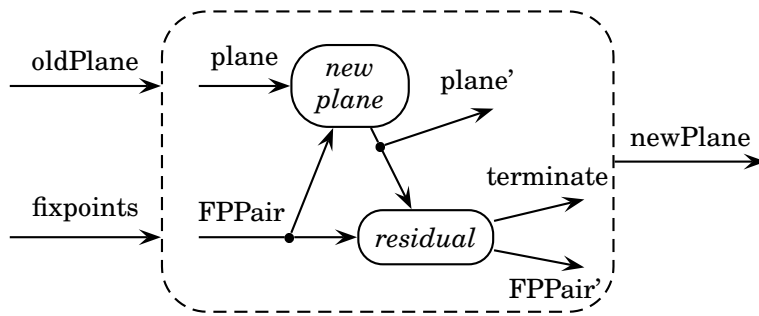 oldPlane
plane
new
plane
plane’
newPlane
terminate
fixpoints
FPPair
residual
FPPair’